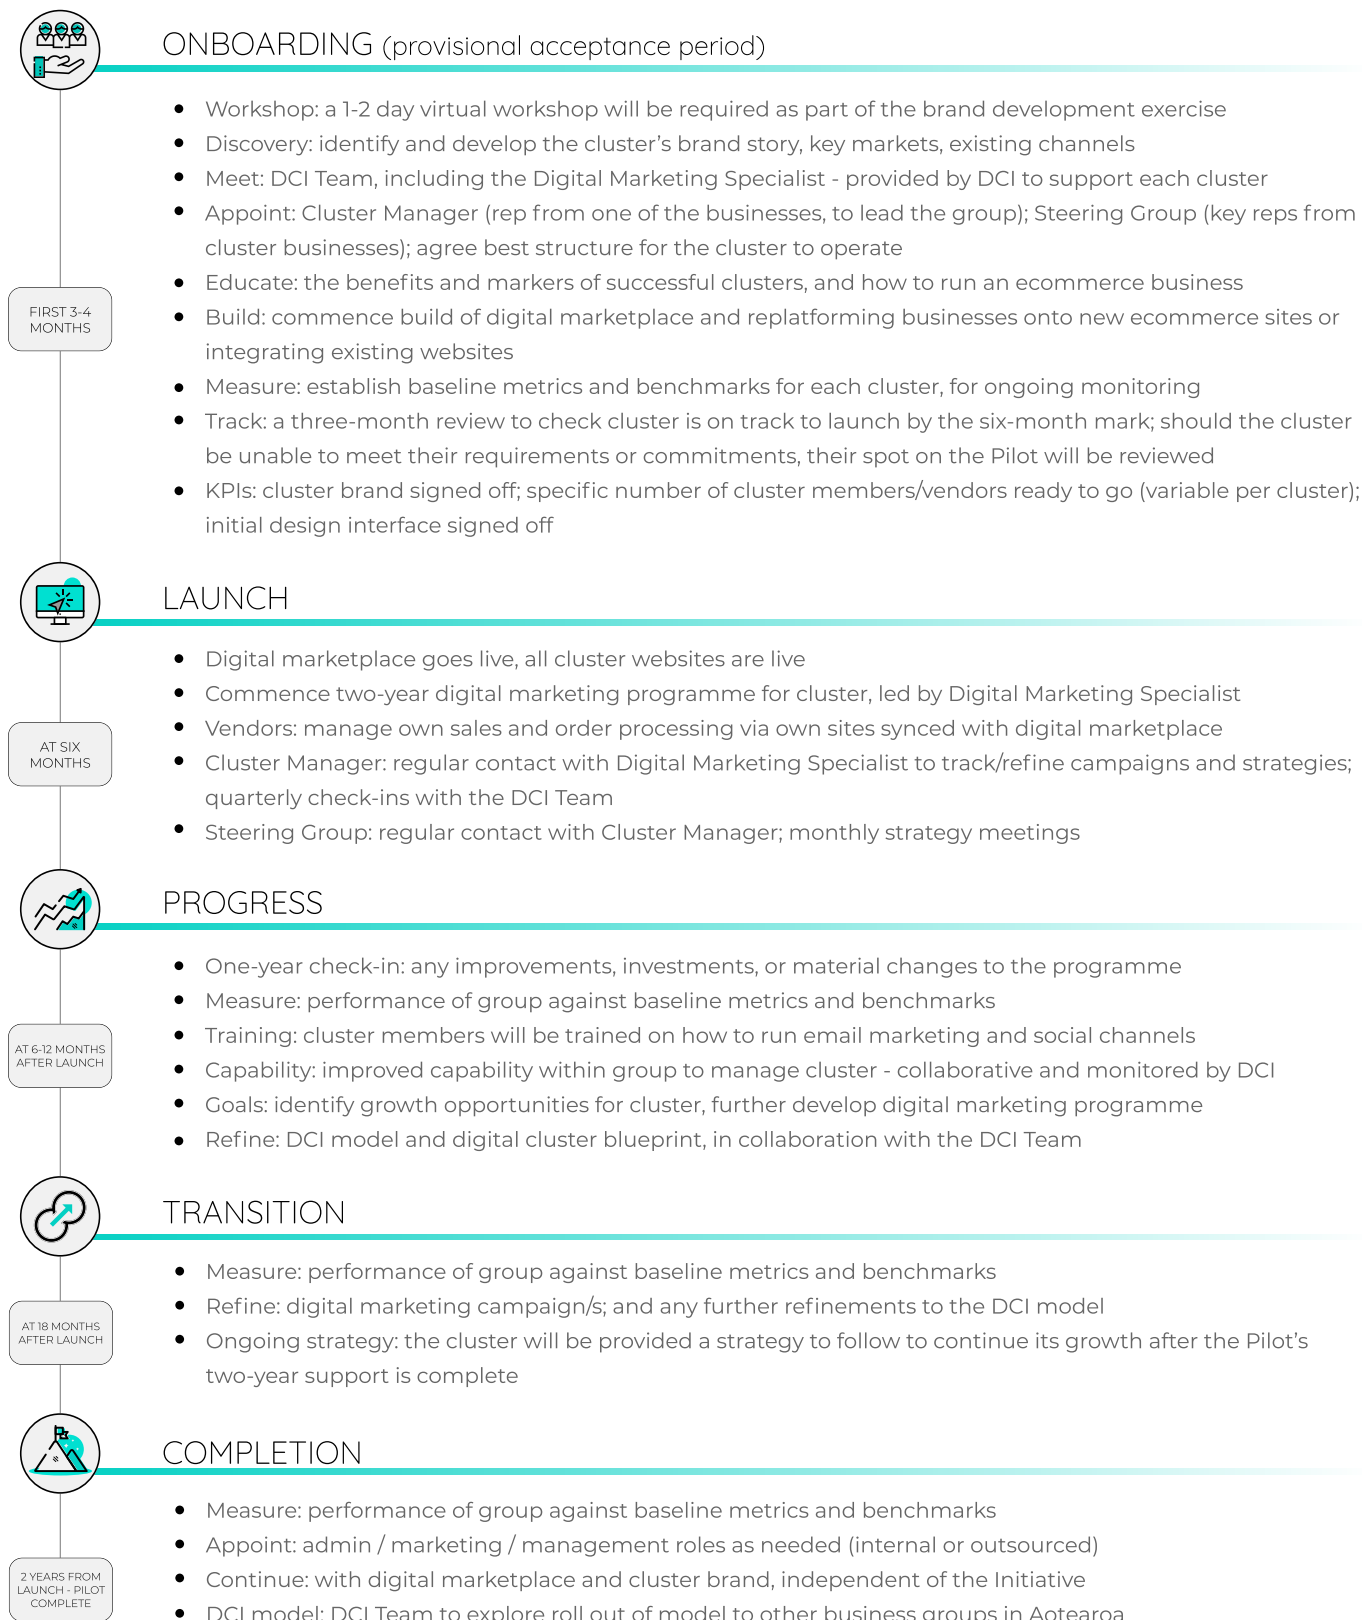 ONBOARDING (provisional acceptance period)
• Workshop: a 1-2 day virtual workshop will be required as part of the brand development exercise
• Discovery: identify and develop the cluster's brand story, key markets, existing channels
• Meet: DCI Team, including the Digital Marketing Specialist - provided by DCI to support each cluster
• Appoint: Cluster Manager (rep from one of the businesses, to lead the group); Steering Group (key reps from
cluster businesses); agree best structure for the cluster to operate
• Educate: the benefits and markers of successful clusters, and how to run an ecommerce business
FIRST 3-4
MONTHS
• Build: commence build of digital marketplace and replatforming businesses onto new ecommerce sites or
integrating existing websites
• Measure: establish baseline metrics and benchmarks for each cluster, for ongoing monitoring
• Track: a three-month review to check cluster is on track to launch by the six-month mark; should the cluster
be unable to meet their requirements or commitments, their spot on the Pilot will be reviewed
• KPIs: cluster brand signed off; specific number of cluster members/vendors ready to go (variable per cluster);
initial design interface signed off
LAUNCH
• Digital marketplace goes live, all cluster websites are live
• Commence two-year digital marketing programme for cluster, led by Digital Marketing Specialist
• Vendors: manage own sales and order processing via own sites synced with digital marketplace
AT SIX
MONTHS
• Cluster Manager: regular contact with Digital Marketing Specialist to track/refine campaigns and strategies;
quarterly check-ins with the DCI Team
• Steering Group: regular contact with Cluster Manager; monthly strategy meetings
PROGRESS
• One-year check-in: any improvements, investments, or material changes to the programme
• Measure: performance of group against baseline metrics and benchmarks
• Training: cluster members will be trained on how to run email marketing and social channels
AT 6-12 MONTHS
AFTER LAUNCH
• Capability: improved capability within group to manage cluster - collaborative and monitored by DCI
• Goals: identify growth opportunities for cluster, further develop digital marketing programme
• Refine: DCI model and digital cluster blueprint, in collaboration with the DCI Team
TRANSITION
• Measure: performance of group against baseline metrics and benchmarks
• Refine: digital marketing campaign/s; and any further refinements to the DCI model
AT 18 MONTHS
AFTER LAUNCH
• Ongoing strategy: the cluster will be provided a strategy to follow to continue its growth after the Pilot's
two-year support is complete
COMPLETION
• Measure: performance of group against baseline metrics and benchmarks
• Appoint: admin / marketing / management roles as needed (internal or outsourced)
2 YEARS FROM
LAUNCH - PILOT
COMPLETE
• Continue: with digital marketplace and cluster brand, independent of the Initiative
• DCI model: DCI Team to explore roll out of model to other business groups in Aotearoa